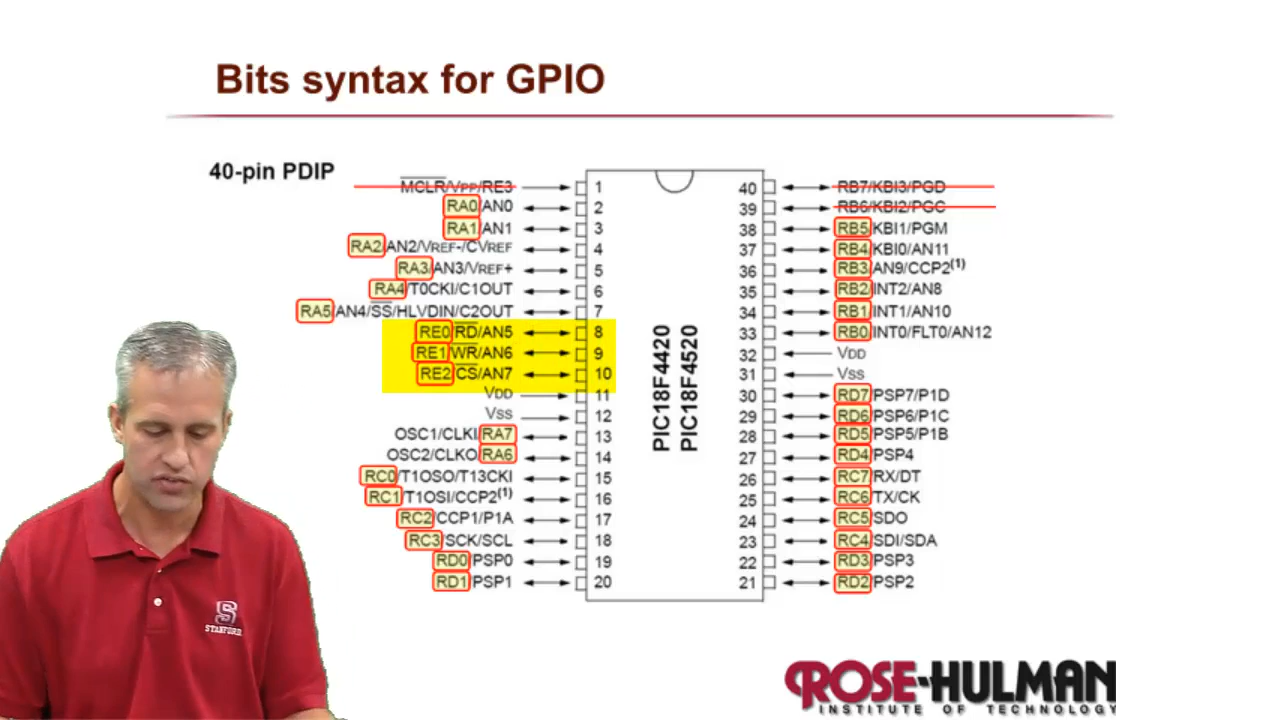 Bits syntax for GPIO
40-pin PDIP
MCLR/VPP/RE3 1
RA0/AN0 2
RA1/AN1 3
RA2/AN2/VREF-/CVREF 4
RA3/AN3/VREF+ 5
RA4/T0CKI/C1OUT 6
RA5/AN4/SS/HLVDIN/C2OUT 7
RE0/RD/AN5 8
RE1/WR/AN6 9
RE2/CS/AN7 10
VDD 11
VSS 12
OSC1/CLKI/RA7 13
OSC2/CLKO/RA6 14
RC0/T1OSO/T13CKI 15
RC1/T1OSI/CCP2(1) 16
RC2/CCP1/P1A 17
RC3/SCK/SCL 18
RD0/PSP0 19
RD1/PSP1 20
PIC18F4420
PIC18F4520
40 RB7/KBI3/PGD
39 RB6/KBI2/PGC
38 RB5/KBI1/PGM
37 RB4/KBI0/AN11
36 RB3/AN9/CCP2(1)
35 RB2/INT2/AN8
34 RB1/INT1/AN10
33 RB0/INT0/FLT0/AN12
32 VDD
31 VSS
30 RD7/PSP7/P1D
29 RD6/PSP6/P1C
28 RD5/PSP5/P1B
27 RD4/PSP4
26 RC7/RX/DT
25 RC6/TX/CK
24 RC5/SDO
23 RC4/SDI/SDA
22 RD3/PSP3
21 RD2/PSP2
S
STANFORD
ROSE-HULMAN
INSTITUTE OF TECHNOLOGY